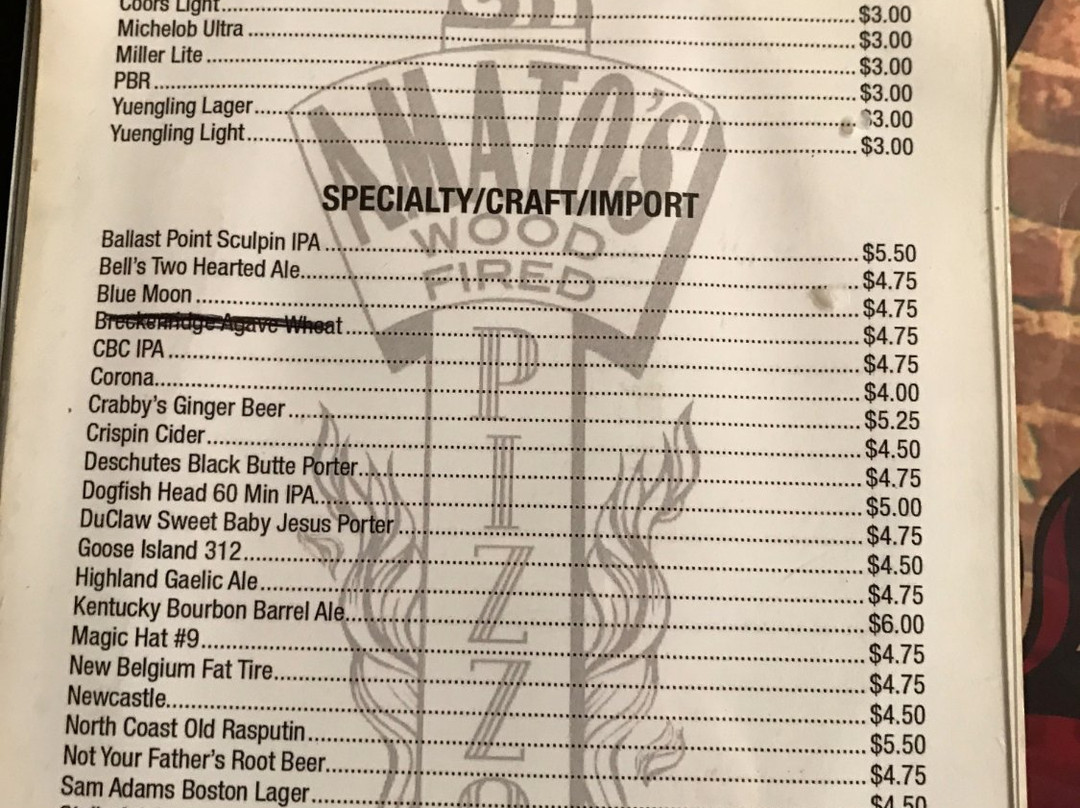 Coors Light $3.00
Michelob Ultra $3.00
Miller Lite $3.00
PBR $3.00
Yuengling Lager $3.00
Yuengling Light $3.00
AMATO'S
SPECIALTY/CRAFT/IMPORT
WOOD
FIRED
Ballast Point Sculpin IPA $5.50
Bell's Two Hearted Ale $4.75
Blue Moon $4.75
Breckenridge Agave Wheat $4.75
CBC IPA $4.75
Corona $4.00
Crabby's Ginger Beer $5.25
Crispin Cider $4.50
Deschutes Black Butte Porter $4.75
Dogfish Head 60 Min IPA $5.00
DuClaw Sweet Baby Jesus Porter $4.75
Goose Island 312 $4.50
Highland Gaelic Ale $4.75
Kentucky Bourbon Barrel Ale $6.00
Magic Hat #9 $4.75
New Belgium Fat Tire $4.75
Newcastle $4.50
North Coast Old Rasputin $5.50
Not Your Father's Root Beer $4.75
Sam Adams Boston Lager $4.50
P
I
Z
Z